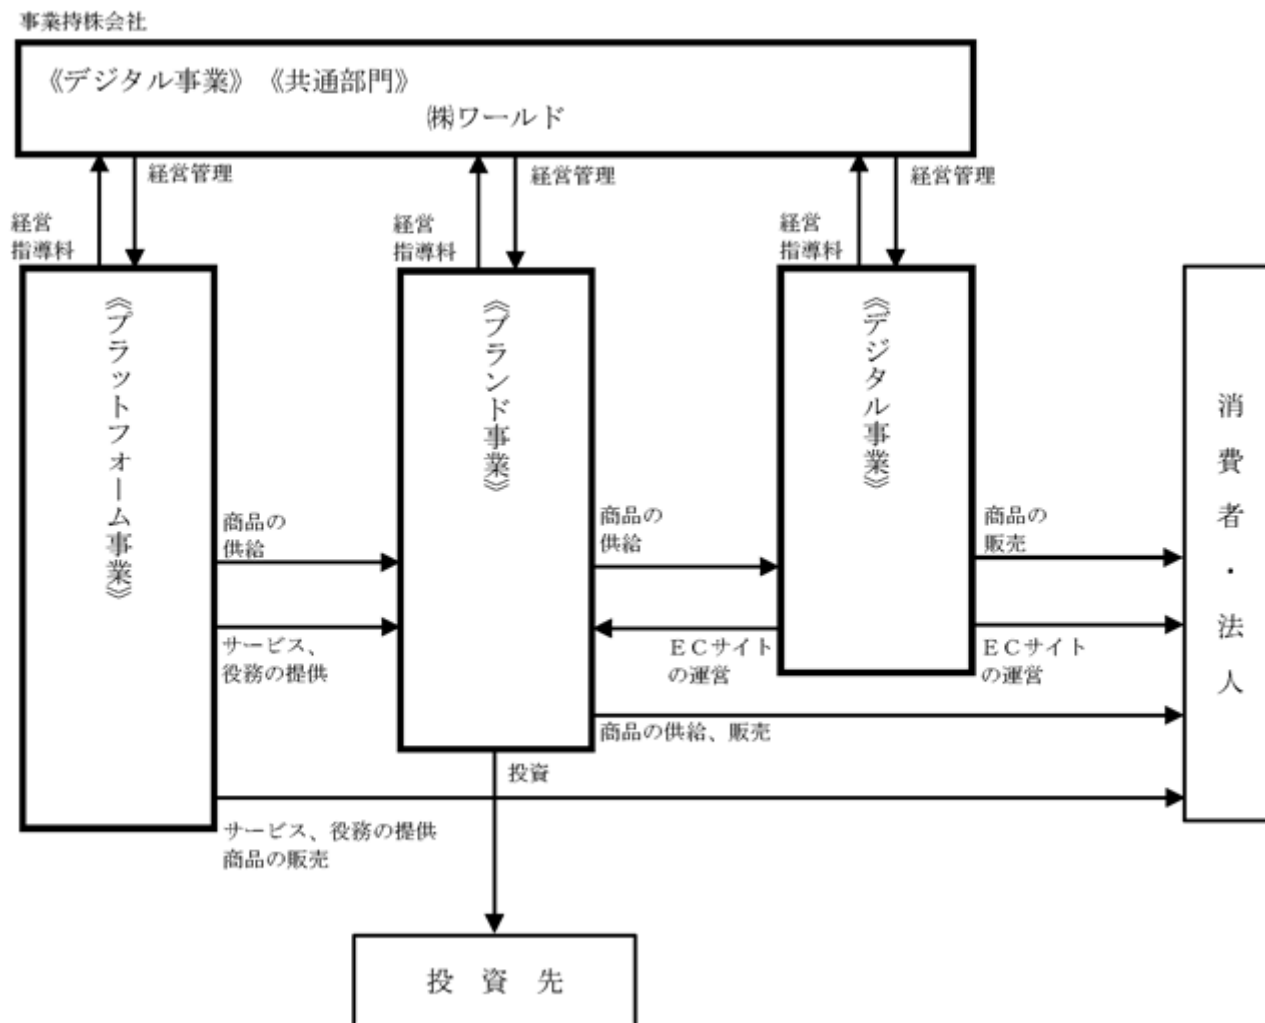 事業持株会社
《デジタル事業》《共通部門》
㈱ワールド
経営管理
経営管理
経営管理
経営
指導料
経営
指導料
経営
指導料
《プラットフォーム事業》
《ブランド事業》
《デジタル事業》
消費者・法人
商品の
供給
商品の
供給
商品の
販売
サービス、
役務の提供
ECサイト
の運営
ECサイト
の運営
商品の供給、販売
投資
サービス、役務の提供
商品の販売
投資先